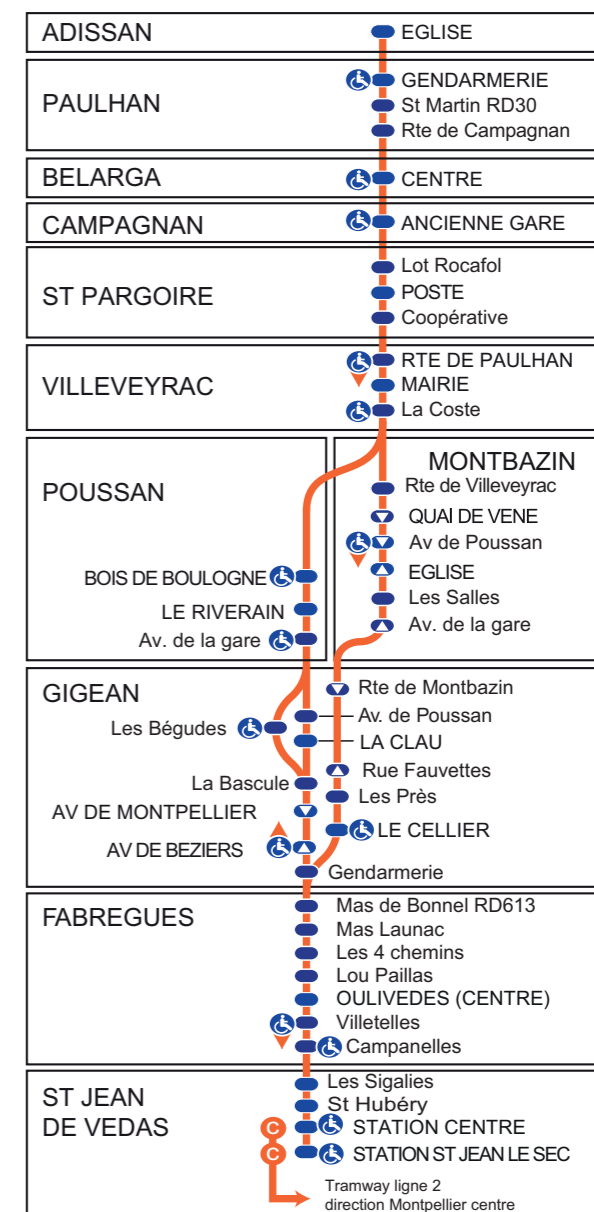 ADISSAN
EGLISE
PAULHAN
GENDARMERIE
St Martin RD30
Rte de Campagnan
BELARGA
CENTRE
CAMPAGNAN
ANCIENNE GARE
ST PARGOIRE
Lot Rocafol
POSTE
Coopérative
VILLEVEYRAC
RTE DE PAULHAN
MAIRIE
La Coste
POUSSAN
BOIS DE BOULOGNE
LE RIVERAIN
Av. de la gare
MONTBAZIN
Rte de Villeveyrac
QUAI DE VENE
Av de Poussan
EGLISE
Les Salles
Av. de la gare
GIGEAN
Rte de Montbazin
Av. de Poussan
Les Bégudes
LA CLAU
Rue Fauvettes
La Bascule
Les Près
AV DE MONTPELLIER
LE CELLIER
AV DE BEZIERS
Gendarmerie
FABREGUES
Mas de Bonnel RD613
Mas Launac
Les 4 chemins
Lou Paillas
OULIVEDES (CENTRE)
Villetelles
Campanelles
ST JEAN
DE VEDAS
Les Sigalies
St Hubéry
C STATION CENTRE
C STATION ST JEAN LE SEC
Tramway ligne 2
direction Montpellier centre